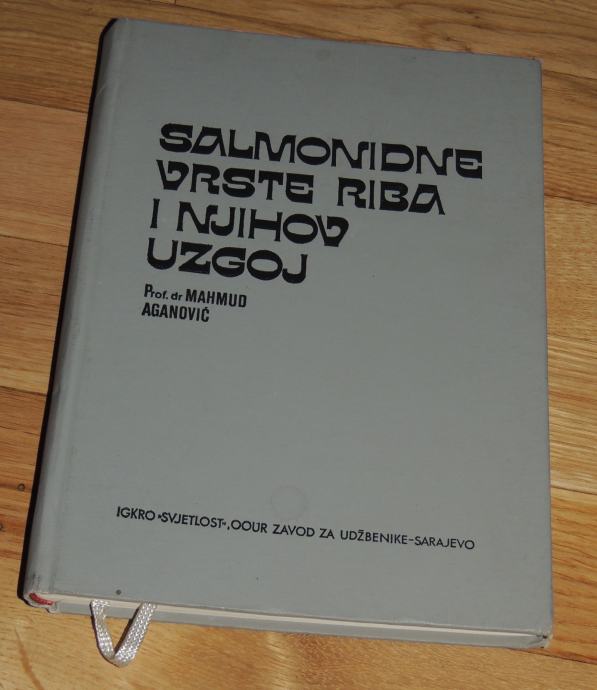 SALMONIDNE
VRSTE RIBA
I NJIHOV
UZGOJ
Prof. dr MAHMUD
AGANOVIĆ
IGKRO »SVJETLOST«, OOUR ZAVOD ZA UDŽBENIKE–SARAJEVO